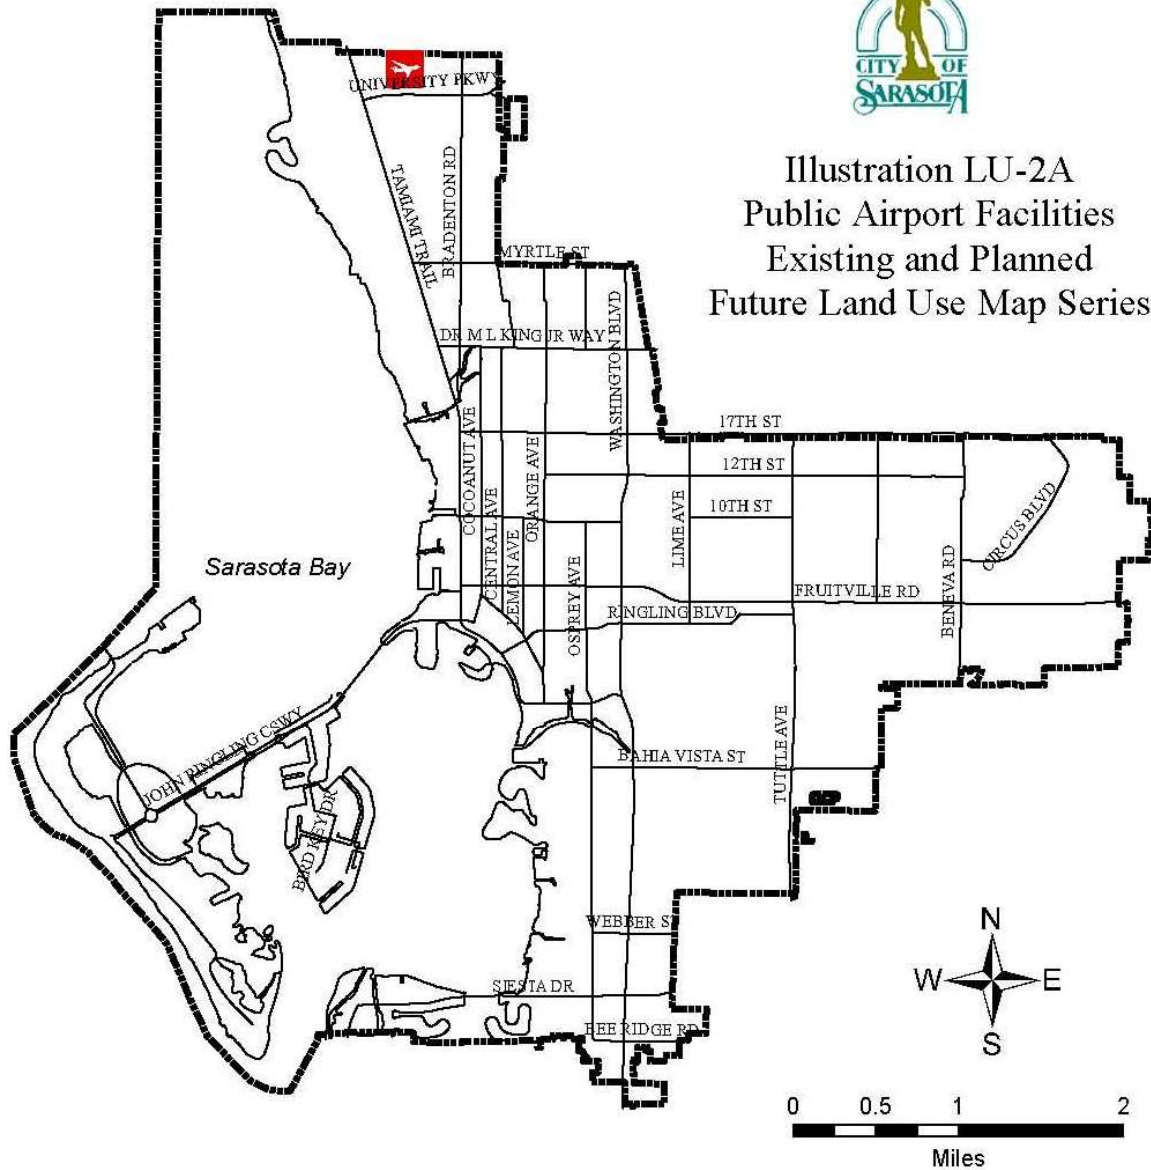 CITY OF
SARASOTA
Illustration LU-2A
Public Airport Facilities
Existing and Planned
Future Land Use Map Series
UNIVERSITY PKWY
TAMIAMI TRAIL
BRADENTON RD
MYRTLE ST
DR M L KING JR WAY
WASHINGTON BLVD
17TH ST
12TH ST
10TH ST
COCOANUT AVE
CENTRAL AVE
LEMON AVE
ORANGE AVE
OSPREY AVE
LIME AVE
CIRCUS BLVD
BENEVA RD
FRUITVILLE RD
RINGLING BLVD
Sarasota Bay
TUTTLE AVE
BAHIA VISTA ST
JOHN RINGLING CSWY
BIRD KEY DR
WEBBER ST
SIESTA DR
BEE RIDGE RD
N
W E
S
0 0.5 1 2
Miles